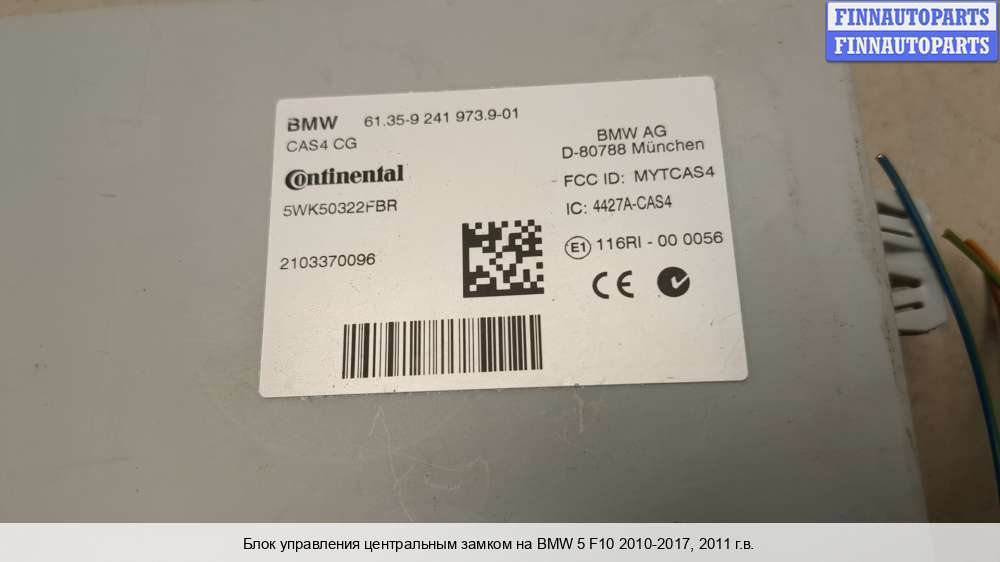 FINNAUTOPARTS
FINNAUTOPARTS
BMW 61.35-9 241 973.9-01
CAS4 CG
Continental
5WK50322FBR
2103370096
BMW AG
D-80788 München
FCC ID: MYTCAS4
IC: 4427A-CAS4
E1 116RI - 00 0056
CE
Блок управления центральным замком на BMW 5 F10 2010-2017, 2011 г.в.